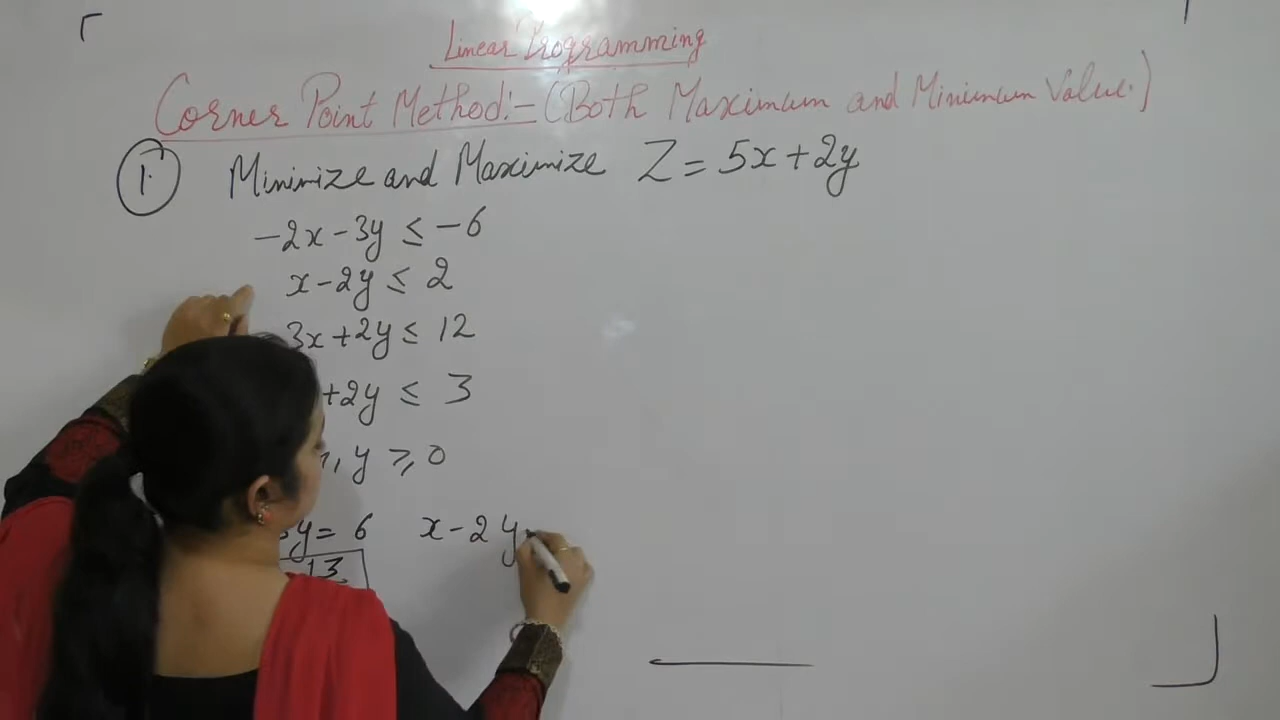 Linear Programming
Corner Point Method:- (Both Maximum and Minimum Value.)
1. Minimize and Maximize Z = 5x + 2y
-2x - 3y ≤ -6
x - 2y ≤ 2
3x + 2y ≤ 12
+ 2y ≤ 3
, y ≥, 0
y = 6 x - 2y
13